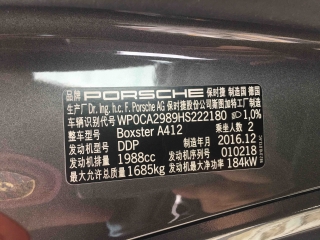 品牌 PORSCHE 保时捷 制造国 德国
生产厂 Dr. Ing. h.c. F. Porsche AG 保时捷股份公司斯图加特工厂制造
车辆识别代号 WP0CA2989HS222180 gD 1,0%
整车型号 Boxster A412 乘坐人数 2
发动机型号 DDP 制造年月 2016.12
发动机排量 1988cc 发动机号 010218
最大允许总质量 1685kg 发动机最大净功率 184kW